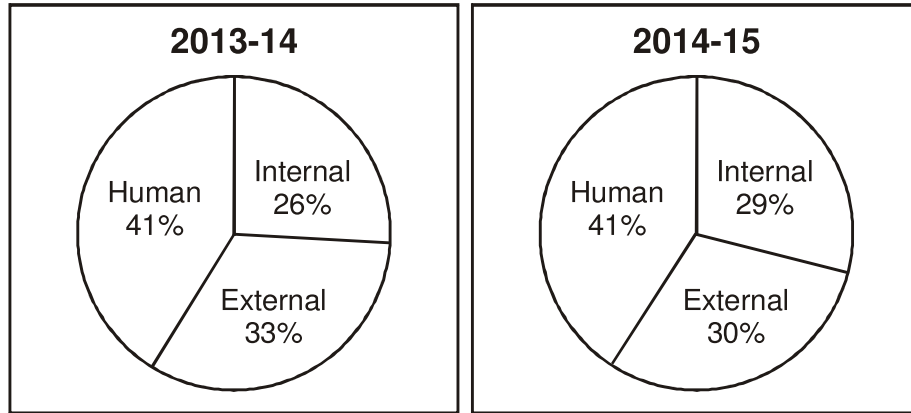 2013-14
Human
41%
Internal
26%
External
33%
2014-15
Human
41%
Internal
29%
External
30%